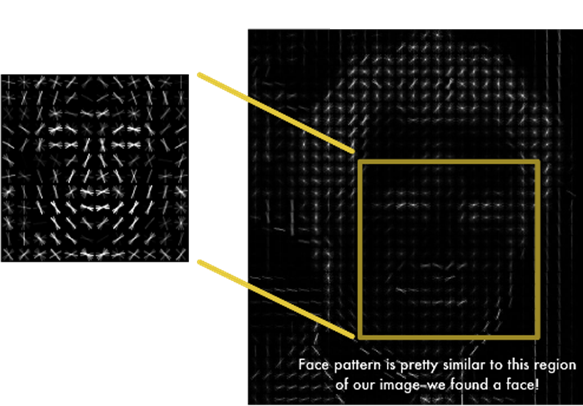 Face pattern is pretty similar to this region
of our image–we found a face!